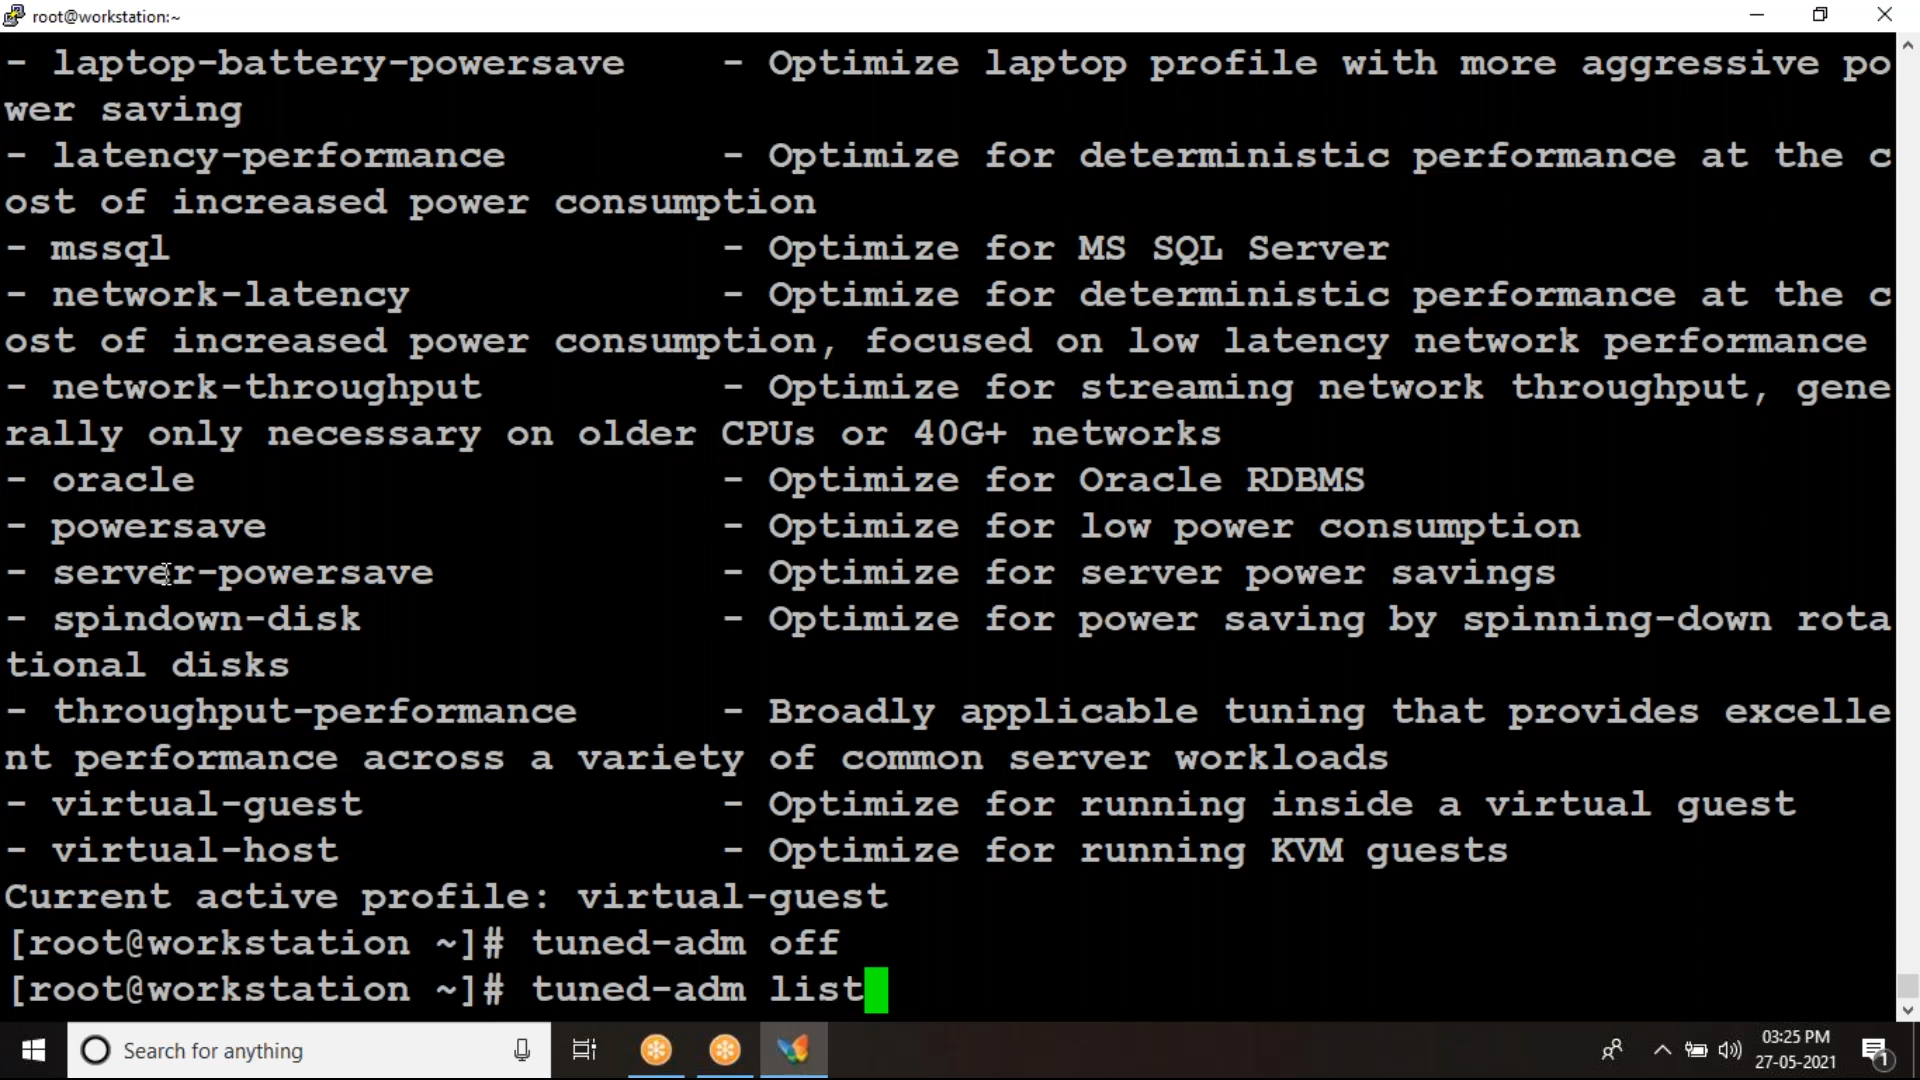 root@workstation:~
- laptop-battery-powersave    - Optimize laptop profile with more aggressive po
wer saving
- latency-performance         - Optimize for deterministic performance at the c
ost of increased power consumption
- mssql                       - Optimize for MS SQL Server
- network-latency             - Optimize for deterministic performance at the c
ost of increased power consumption, focused on low latency network performance
- network-throughput          - Optimize for streaming network throughput, gene
rally only necessary on older CPUs or 40G+ networks
- oracle                      - Optimize for Oracle RDBMS
- powersave                   - Optimize for low power consumption
- server-powersave            - Optimize for server power savings
- spindown-disk               - Optimize for power saving by spinning-down rota
tional disks
- throughput-performance      - Broadly applicable tuning that provides excelle
nt performance across a variety of common server workloads
- virtual-guest               - Optimize for running inside a virtual guest
- virtual-host                - Optimize for running KVM guests
Current active profile: virtual-guest
[root@workstation ~]# tuned-adm off
[root@workstation ~]# tuned-adm list
Search for anything
03:25 PM
27-05-2021
1